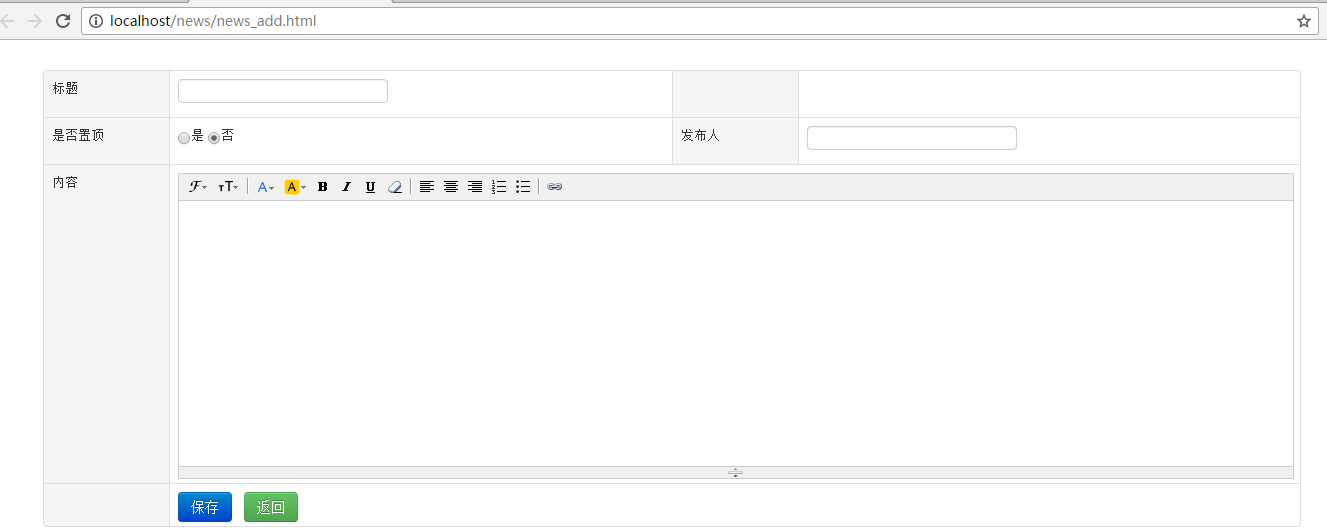 localhost/news/news_add.html
标题
是否置顶 是 否 发布人
内容
F TT A A B I U
保存 返回